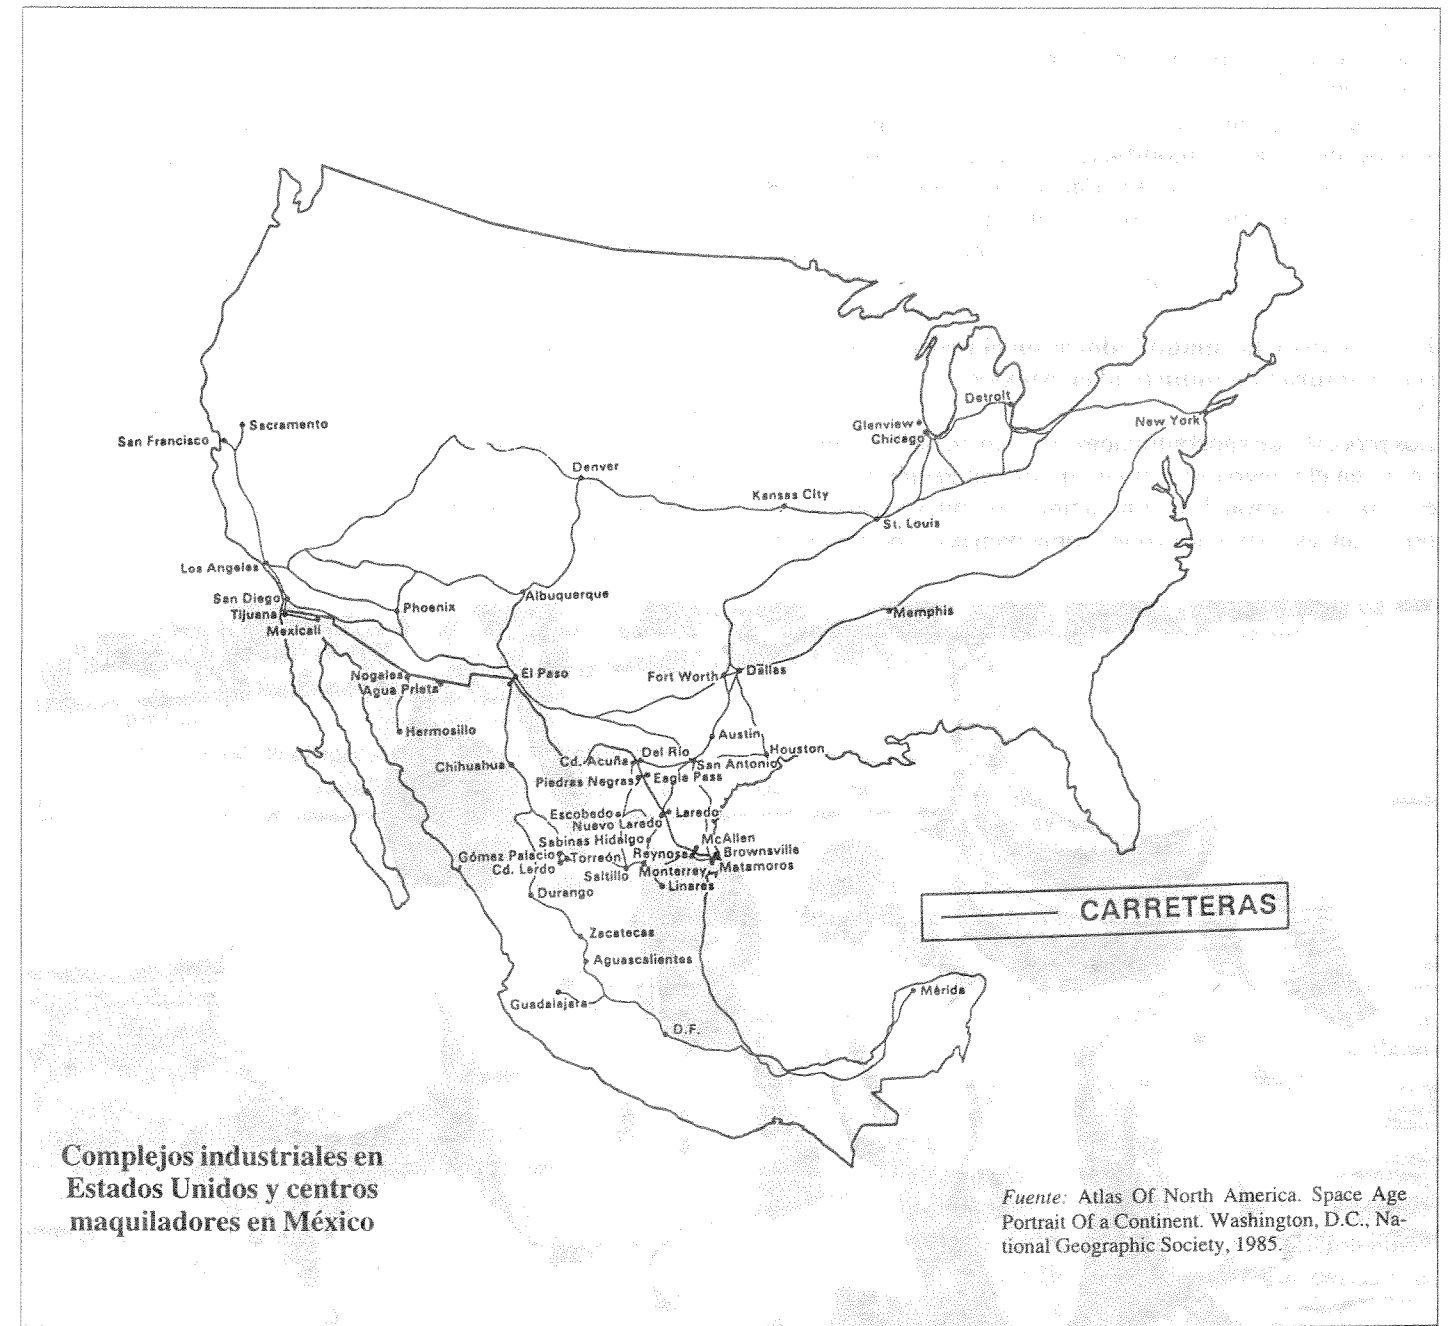 Detroit
Glenview
Chicago
New York
San Francisco
Sacramento
Denver
Kansas City
St. Louis
Los Angeles
San Diego
Tijuana
Mexicali
Phoenix
Albuquerque
Memphis
Nogales
Agua Prieta
El Paso
Fort Worth
Dallas
Hermosillo
Austin
Houston
Chihuahua
Cd. Acuña
Del Río
San Antonio
Piedras Negras
Eagle Pass
Escobedo
Nuevo Laredo
Laredo
Sabinas Hidalgo
McAllen
Gómez Palacio
Torreón
Reynosa
Brownsville
Cd. Lerdo
Saltillo
Monterrey
Matamoros
Durango
Linares
CARRETERAS
Zacatecas
Aguascalientes
Guadalajara
Mérida
D.F.
Complejos industriales en
Estados Unidos y centros
maquiladores en México
Fuente: Atlas Of North America. Space Age
Portrait Of a Continent. Washington, D.C., Na-
tional Geographic Society, 1985.